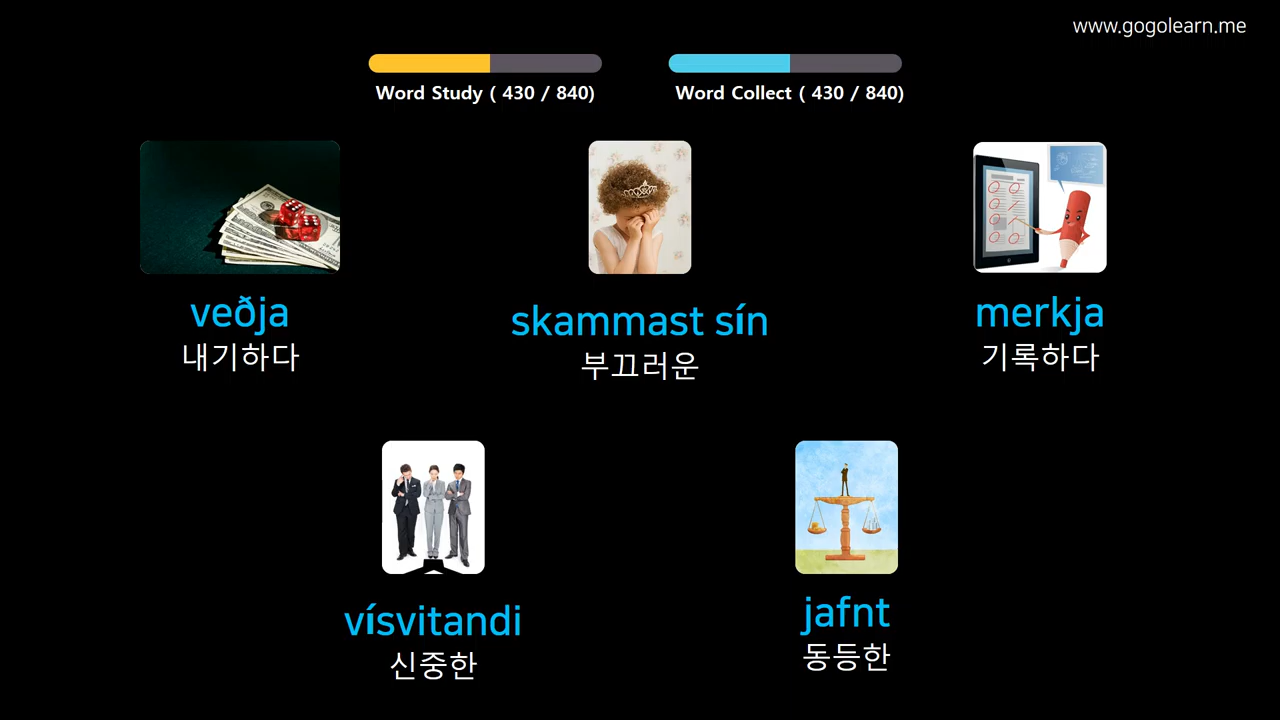 www.gogolearn.me
Word Study ( 430 / 840)
Word Collect ( 430 / 840)
veðja
내기하다
skammast sín
부끄러운
merkja
기록하다
vísvitandi
신중한
jafnt
동등한